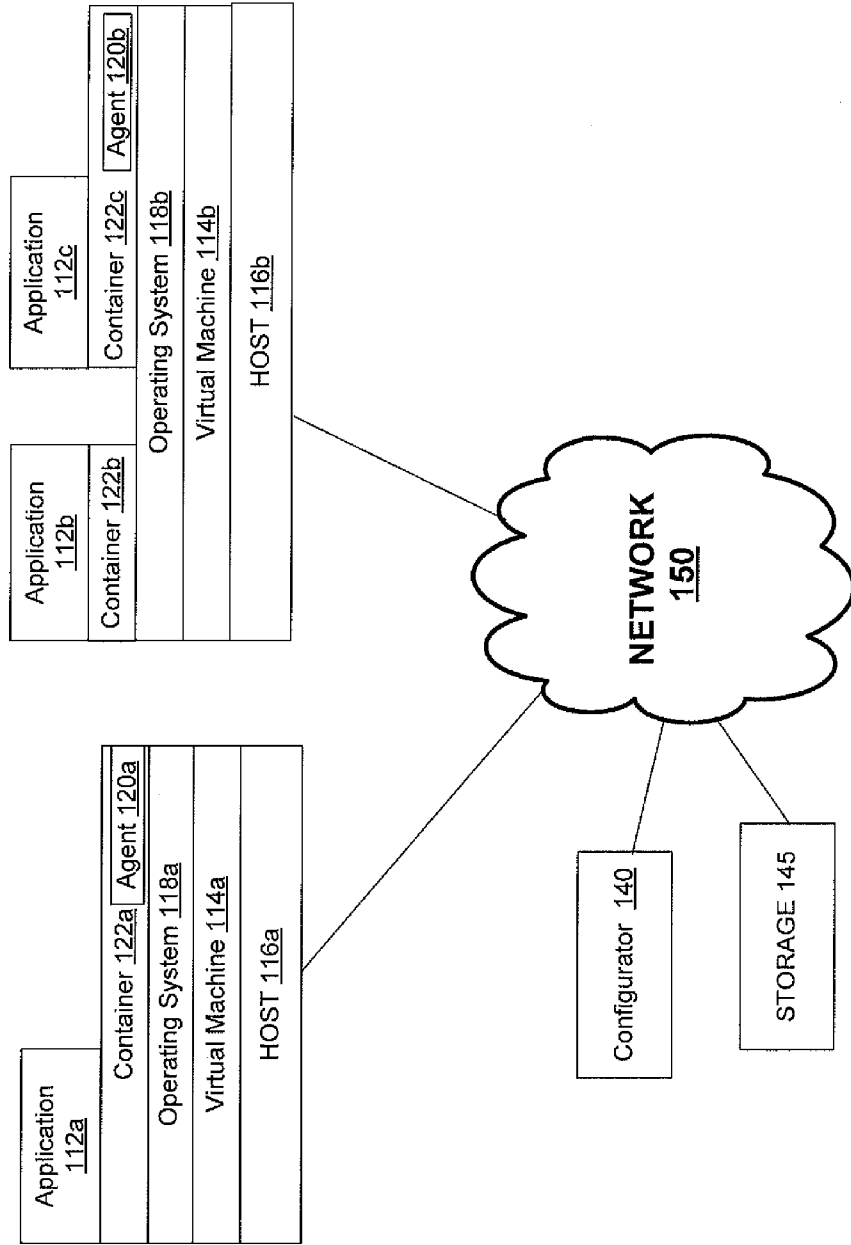 Application
112a
Container 122a
Agent 120a
Operating System 118a
Virtual Machine 114a
HOST 116a
Application
112b
Application
112c
Container 122b
Container 122c
Agent 120b
Operating System 118b
Virtual Machine 114b
HOST 116b
NETWORK
150
Configurator 140
STORAGE 145